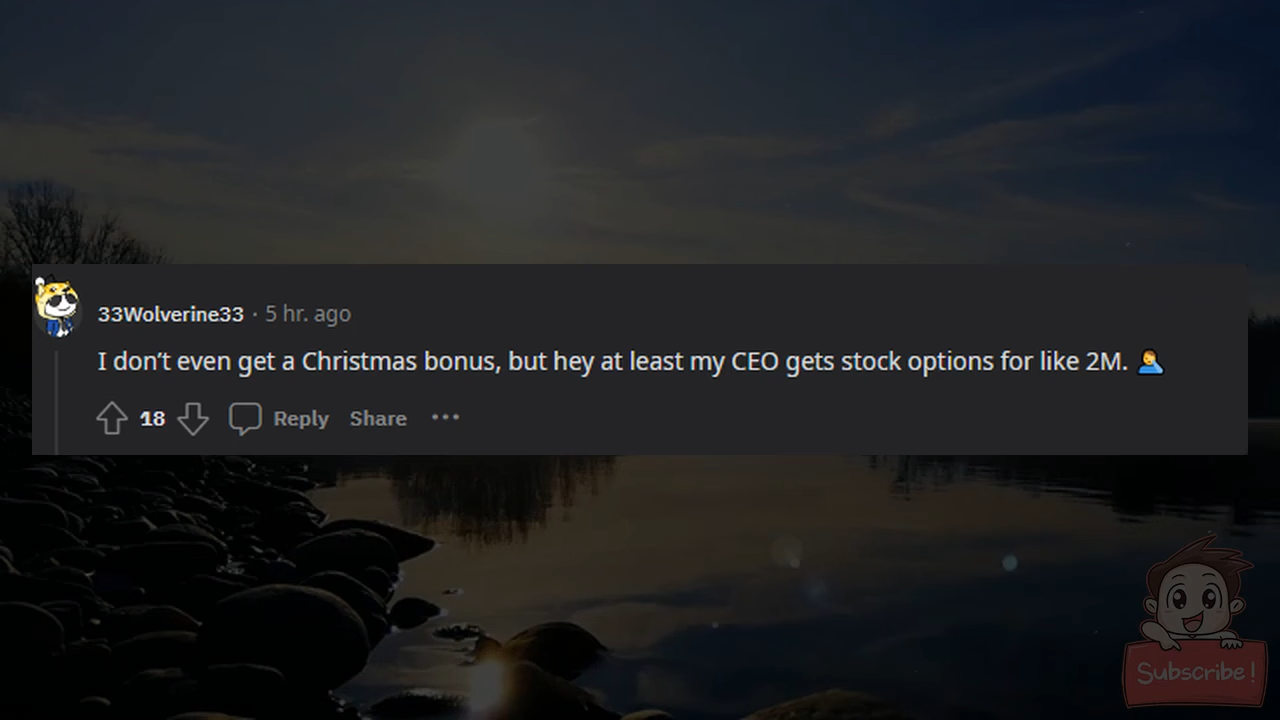 33Wolverine33 · 5 hr. ago
I don’t even get a Christmas bonus, but hey at least my CEO gets stock options for like 2M. 🤦‍♂️
18 Reply Share ···
Subscribe!